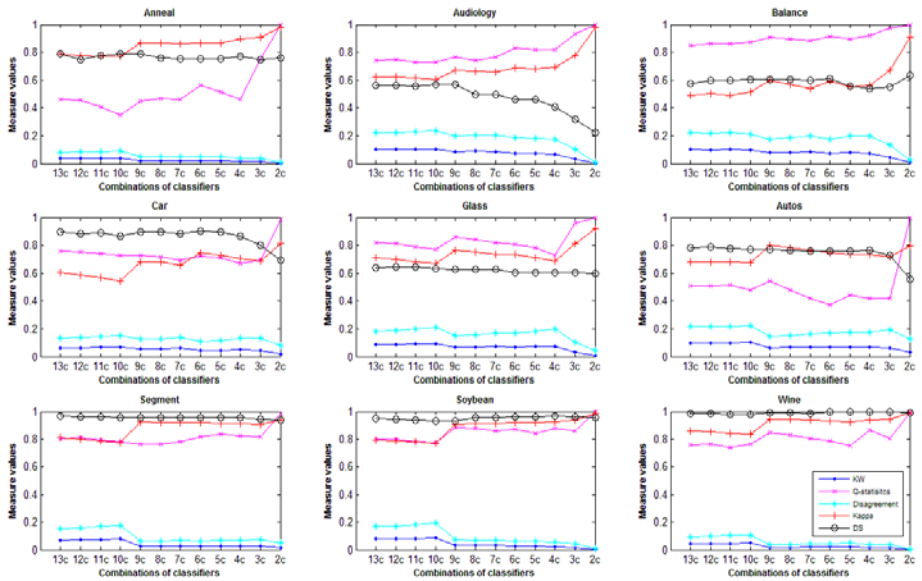 Anneal Audiology Balance
1 1 1
0.8 0.8 0.8
0.6 0.6 0.6
0.4 0.4 0.4
0.2 0.2 0.2
0 0 0
Measure values Measure values Measure values
13c 12c 11c 10c 9c 8c 7c 6c 5c 4c 3c 2c 13c 12c 11c 10c 9c 8c 7c 6c 5c 4c 3c 2c 13c 12c 11c 10c 9c 8c 7c 6c 5c 4c 3c 2c
Combinations of classifiers Combinations of classifiers Combinations of classifiers
Car Glass Autos
1 1 1
0.8 0.8 0.8
0.6 0.6 0.6
0.4 0.4 0.4
0.2 0.2 0.2
0 0 0
Measure values Measure values Measure values
13c 12c 11c 10c 9c 8c 7c 6c 5c 4c 3c 2c 13c 12c 11c 10c 9c 8c 7c 6c 5c 4c 3c 2c 13c 12c 11c 10c 9c 8c 7c 6c 5c 4c 3c 2c
Combinations of classifiers Combinations of classifiers Combinations of classifiers
Segment Soybean Wine
1 1 1
0.8 0.8 0.8
0.6 0.6 0.6
0.4 0.4 0.4
0.2 0.2 0.2
0 0 0
Measure values Measure values Measure values
KW
Q-statisitcs
Disagreement
Kappa
DS
13c 12c 11c 10c 9c 8c 7c 6c 5c 4c 3c 2c 13c 12c 11c 10c 9c 8c 7c 6c 5c 4c 3c 2c 13c 12c 11c 10c 9c 8c 7c 6c 5c 4c 3c 2c
Combinations of classifiers Combinations of classifiers Combinations of classifiers